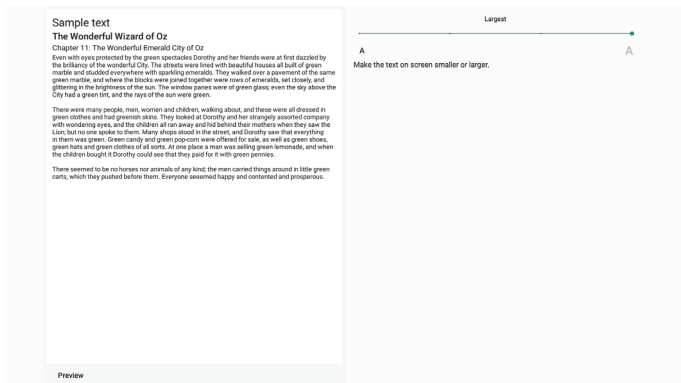 Sample text
The Wonderful Wizard of Oz
Chapter 11: The Wonderful Emerald City of Oz
Even with eyes protected by the green spectacles Dorothy and her friends were at first dazzled by
the brilliancy of the wonderful City. The streets were lined with beautiful houses all built of green
marble and studded everywhere with sparkling emeralds. They walked over a pavement of the same
green marble, and where the blocks were joined together were rows of emeralds, set closely, and
glittering in the brightness of the sun. The window panes were of green glass; even the sky above the
City had a green tint, and the rays of the sun were green.
There were many people, men, women and children, walking about, and these were all dressed in
green clothes and had greenish skins. They looked at Dorothy and her strangely assorted company
with wondering eyes, and the children all ran away and hid behind their mothers when they saw the
Lion; but no one spoke to them. Many shops stood in the street, and Dorothy saw that everything
in them was green. Green candy and green pop-corn were offered for sale, as well as green shoes,
green hats and green clothes of all sorts. At one place a man was selling green lemonade, and when
the children bought it Dorothy could see that they paid for it with green pennies.
There seemed to be no horses nor animals of any kind; the men carried things around in little green
carts, which they pushed before them. Everyone seeemed happy and contented and prosperous.
Preview
Largest
A A
Make the text on screen smaller or larger.